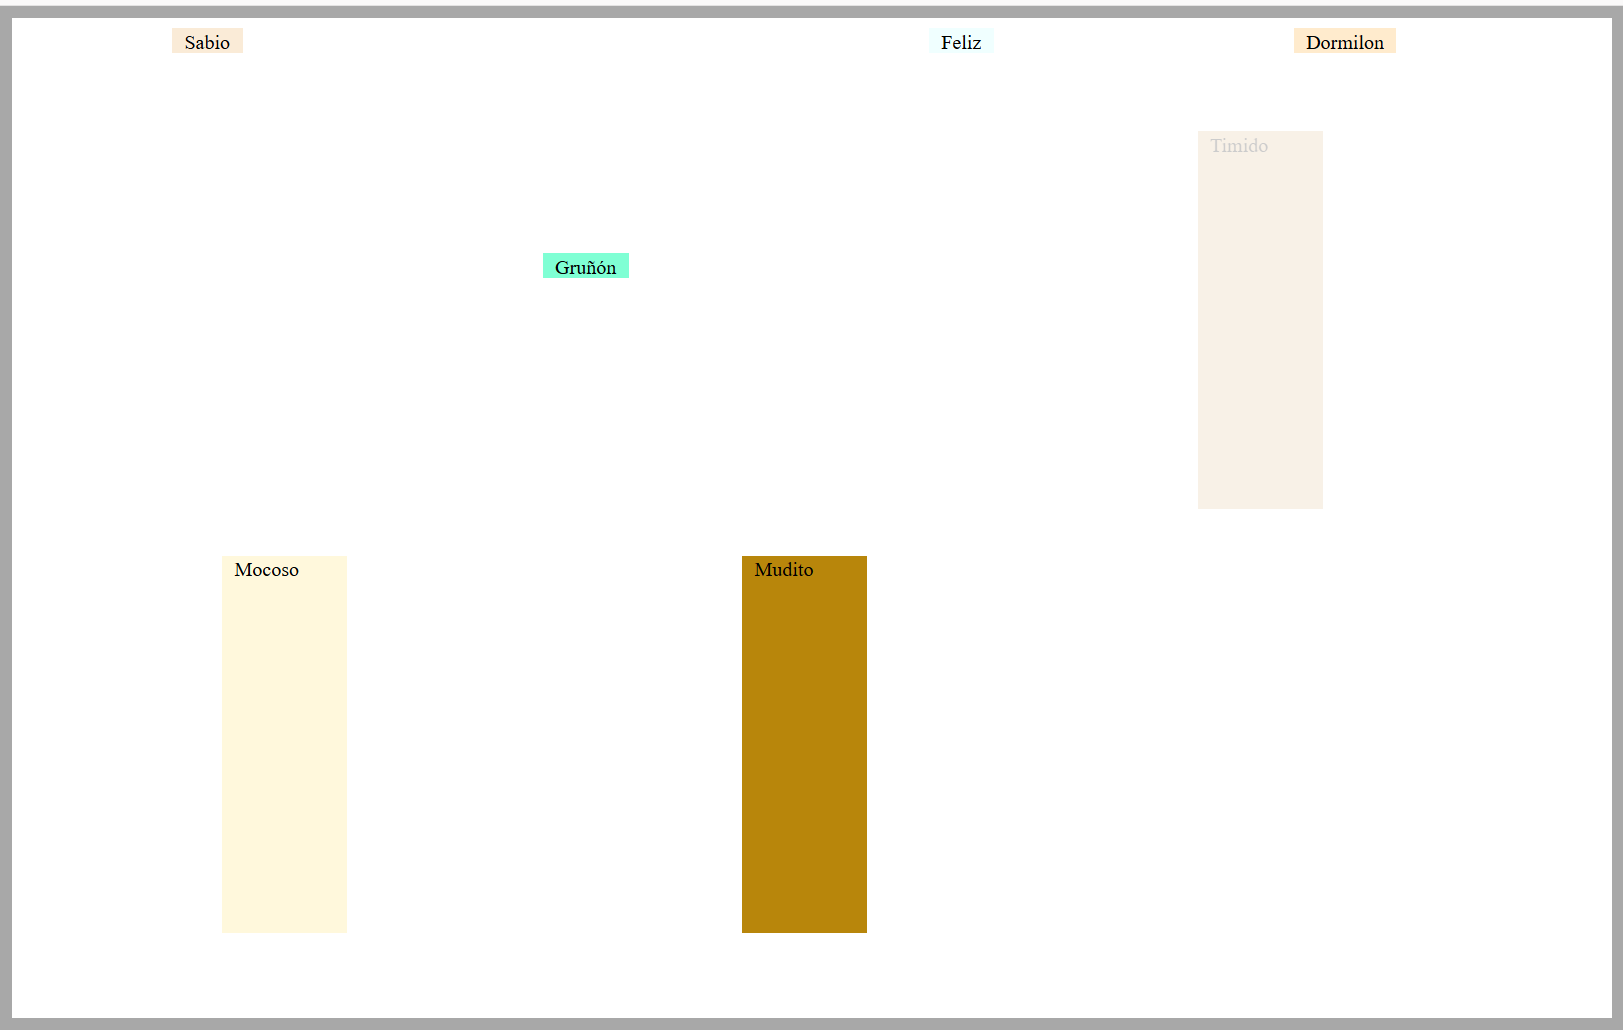 Sabio
Feliz
Dormilon
Timido
Gruñón
Mocoso
Mudito